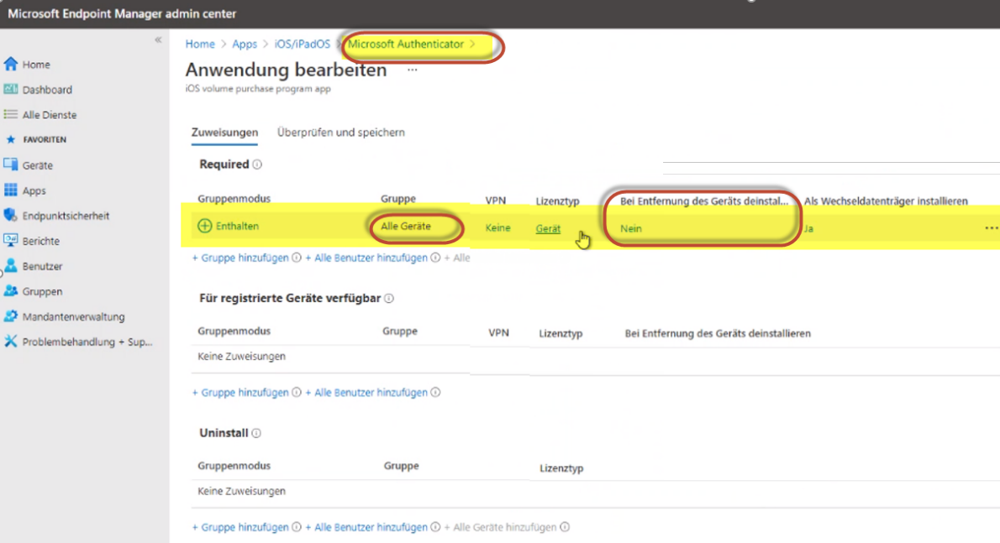 Microsoft Endpoint Manager admin center
«
Home > Apps > iOS/iPadOS > Microsoft Authenticator >
Anwendung bearbeiten ...
iOS volume purchase program app
Home
Dashboard
Alle Dienste
FAVORITEN
Geräte
Apps
Endpunktsicherheit
Berichte
Benutzer
Gruppen
Mandantenverwaltung
Problembehandlung + Sup...
Zuweisungen Überprüfen und speichern
Required
Gruppenmodus Gruppe VPN Lizenztyp Bei Entfernung des Geräts deinstal... Als Wechseldatenträger installieren
Enthalten Alle Geräte Keine Gerät Nein Ja ...
+ Gruppe hinzufügen + Alle Benutzer hinzufügen + Alle
Für registrierte Geräte verfügbar
Gruppenmodus Gruppe VPN Lizenztyp Bei Entfernung des Geräts deinstallieren
Keine Zuweisungen
+ Gruppe hinzufügen + Alle Benutzer hinzufügen
Uninstall
Gruppenmodus Gruppe Lizenztyp
Keine Zuweisungen
+ Gruppe hinzufügen + Alle Benutzer hinzufügen + Alle Geräte hinzufügen